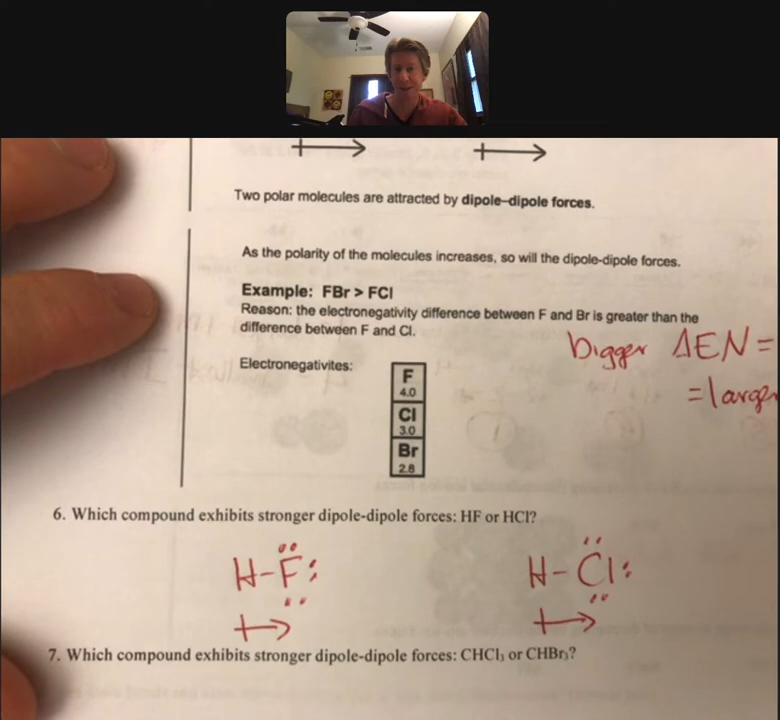 Two polar molecules are attracted by dipole–dipole forces.
As the polarity of the molecules increases, so will the dipole-dipole forces.
Example: FBr > FCl
Reason: the electronegativity difference between F and Br is greater than the
difference between F and Cl.
bigger ΔEN =
= larger
Electronegativites:
F
4.0
Cl
3.0
Br
2.8
6. Which compound exhibits stronger dipole-dipole forces: HF or HCl?
H-F:
H-Cl:
7. Which compound exhibits stronger dipole-dipole forces: CHCl₃ or CHBr₃?